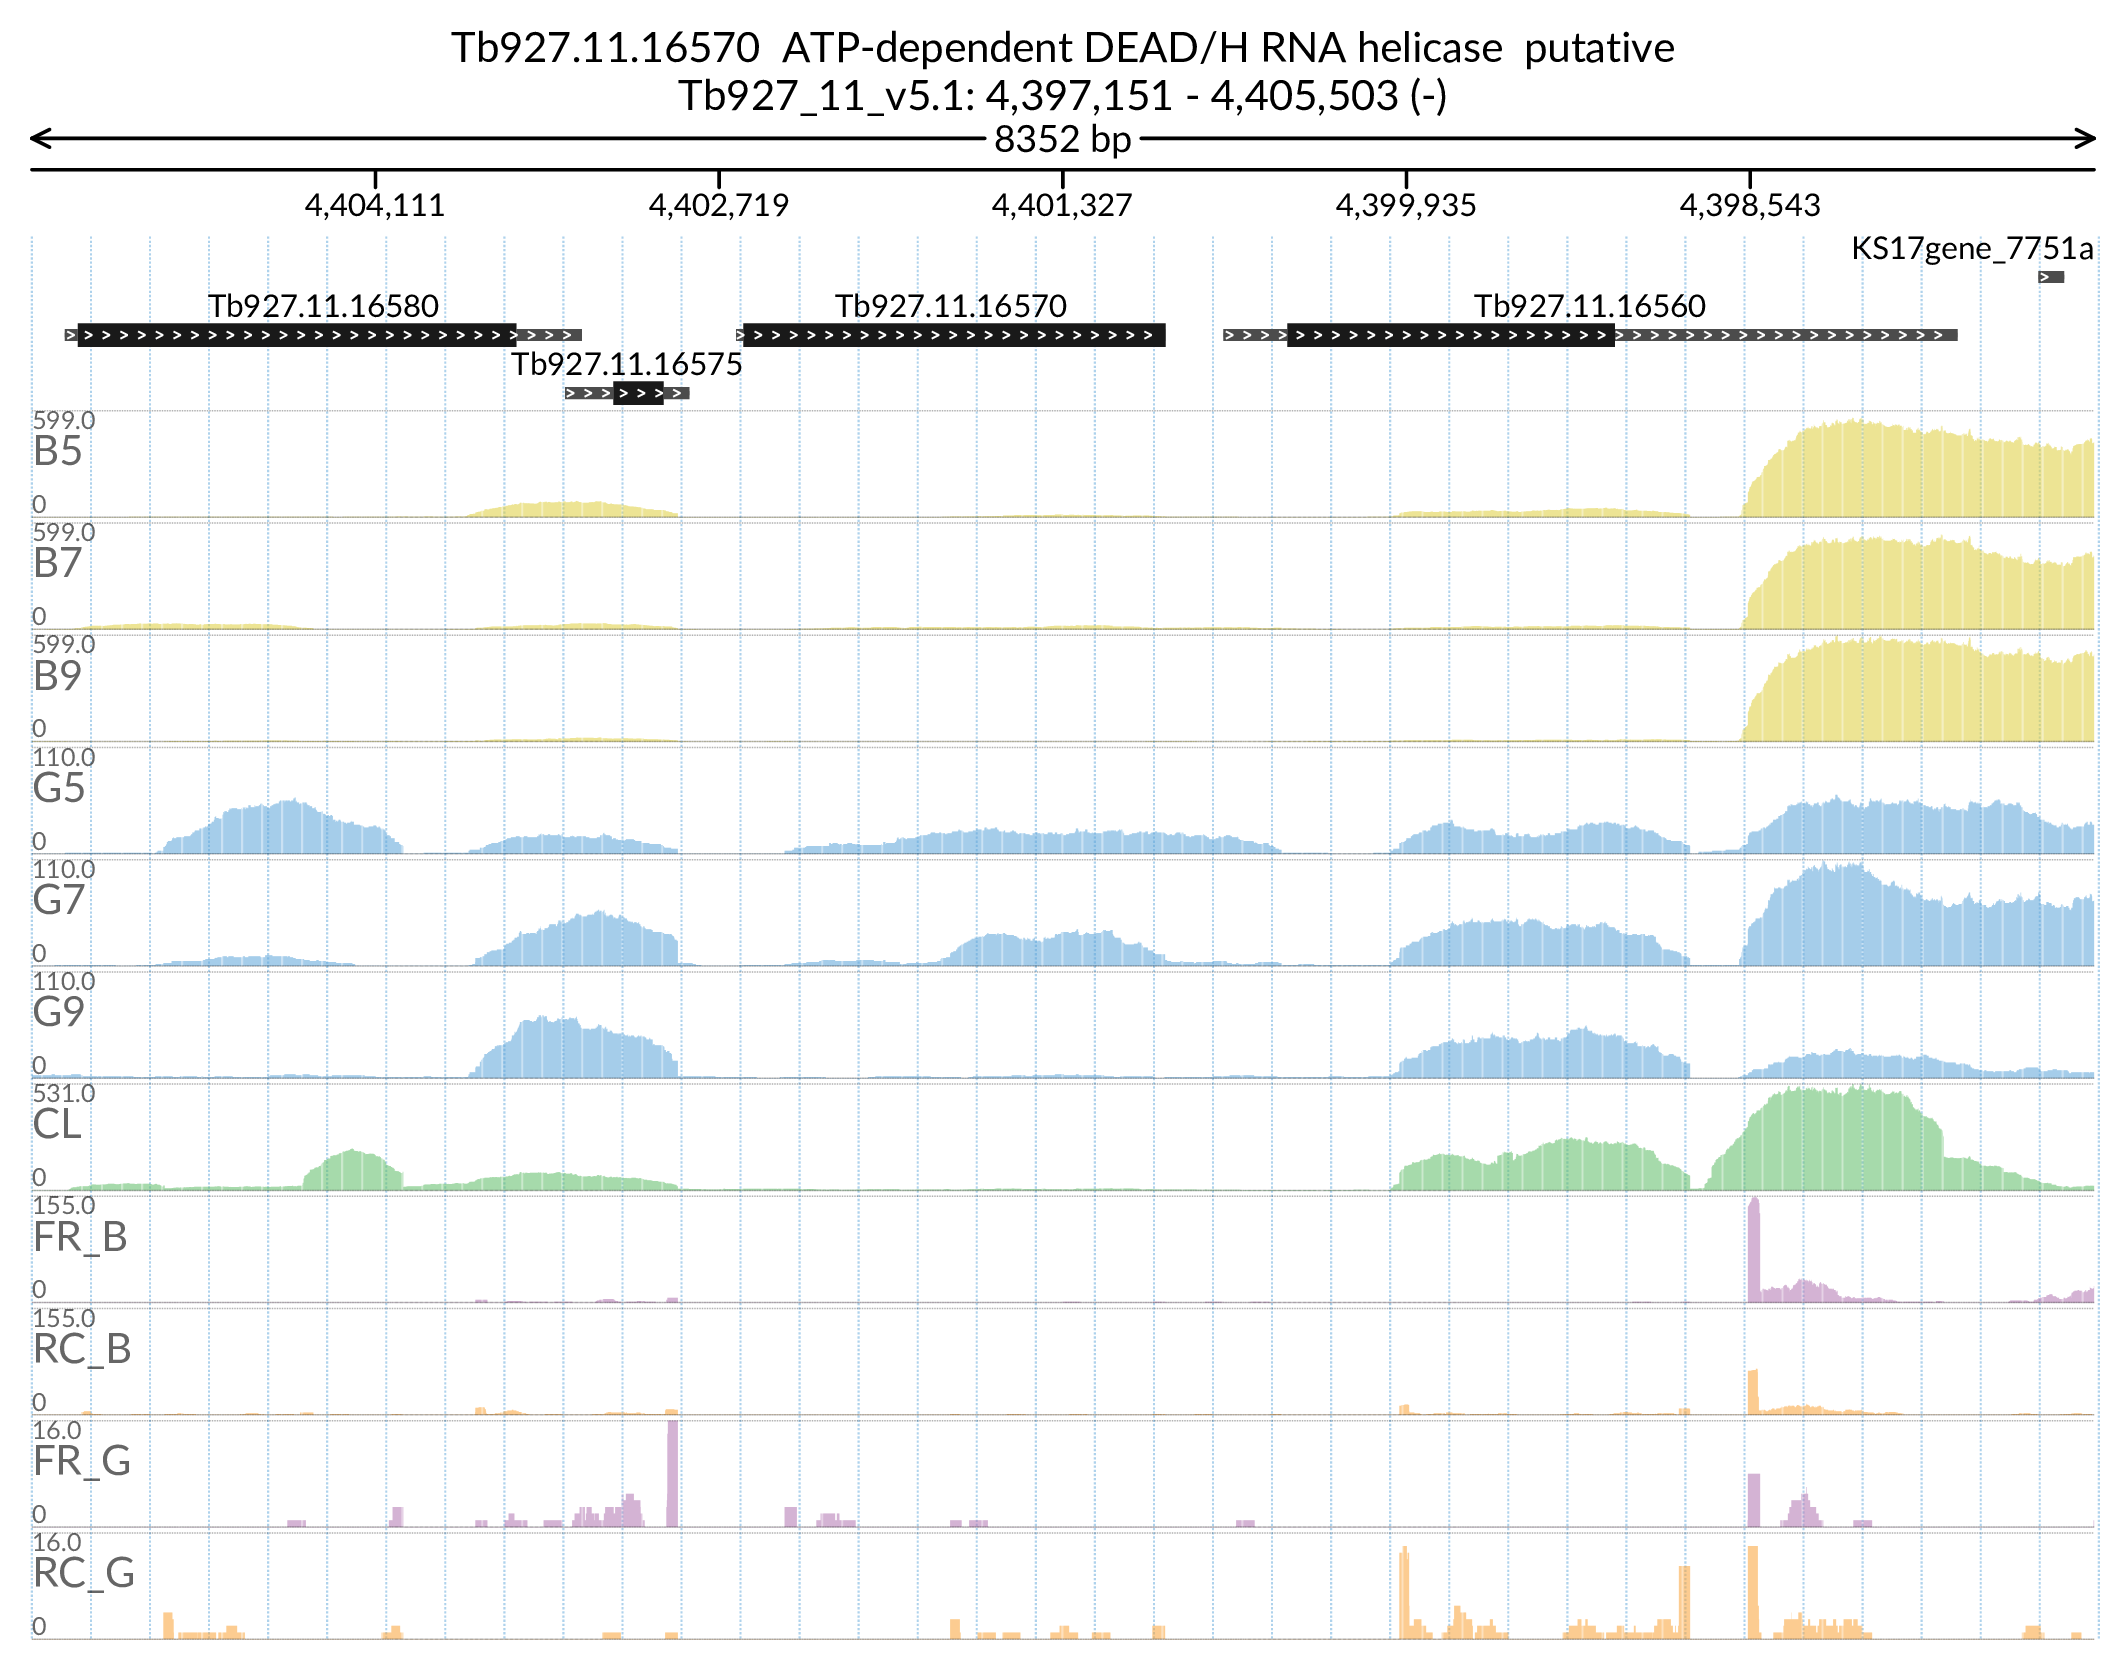 Tb927.11.16570  ATP-dependent DEAD/H RNA helicase  putative
Tb927_11_v5.1: 4,397,151 - 4,405,503 (-)
8352 bp
4,404,111 4,402,719 4,401,327 4,399,935 4,398,543
KS17gene_7751a
Tb927.11.16580 Tb927.11.16570 Tb927.11.16560
Tb927.11.16575
599.0
B5
0
599.0
B7
0
599.0
B9
0
110.0
G5
0
110.0
G7
0
110.0
G9
0
531.0
CL
0
155.0
FR_B
0
155.0
RC_B
0
16.0
FR_G
0
16.0
RC_G
0